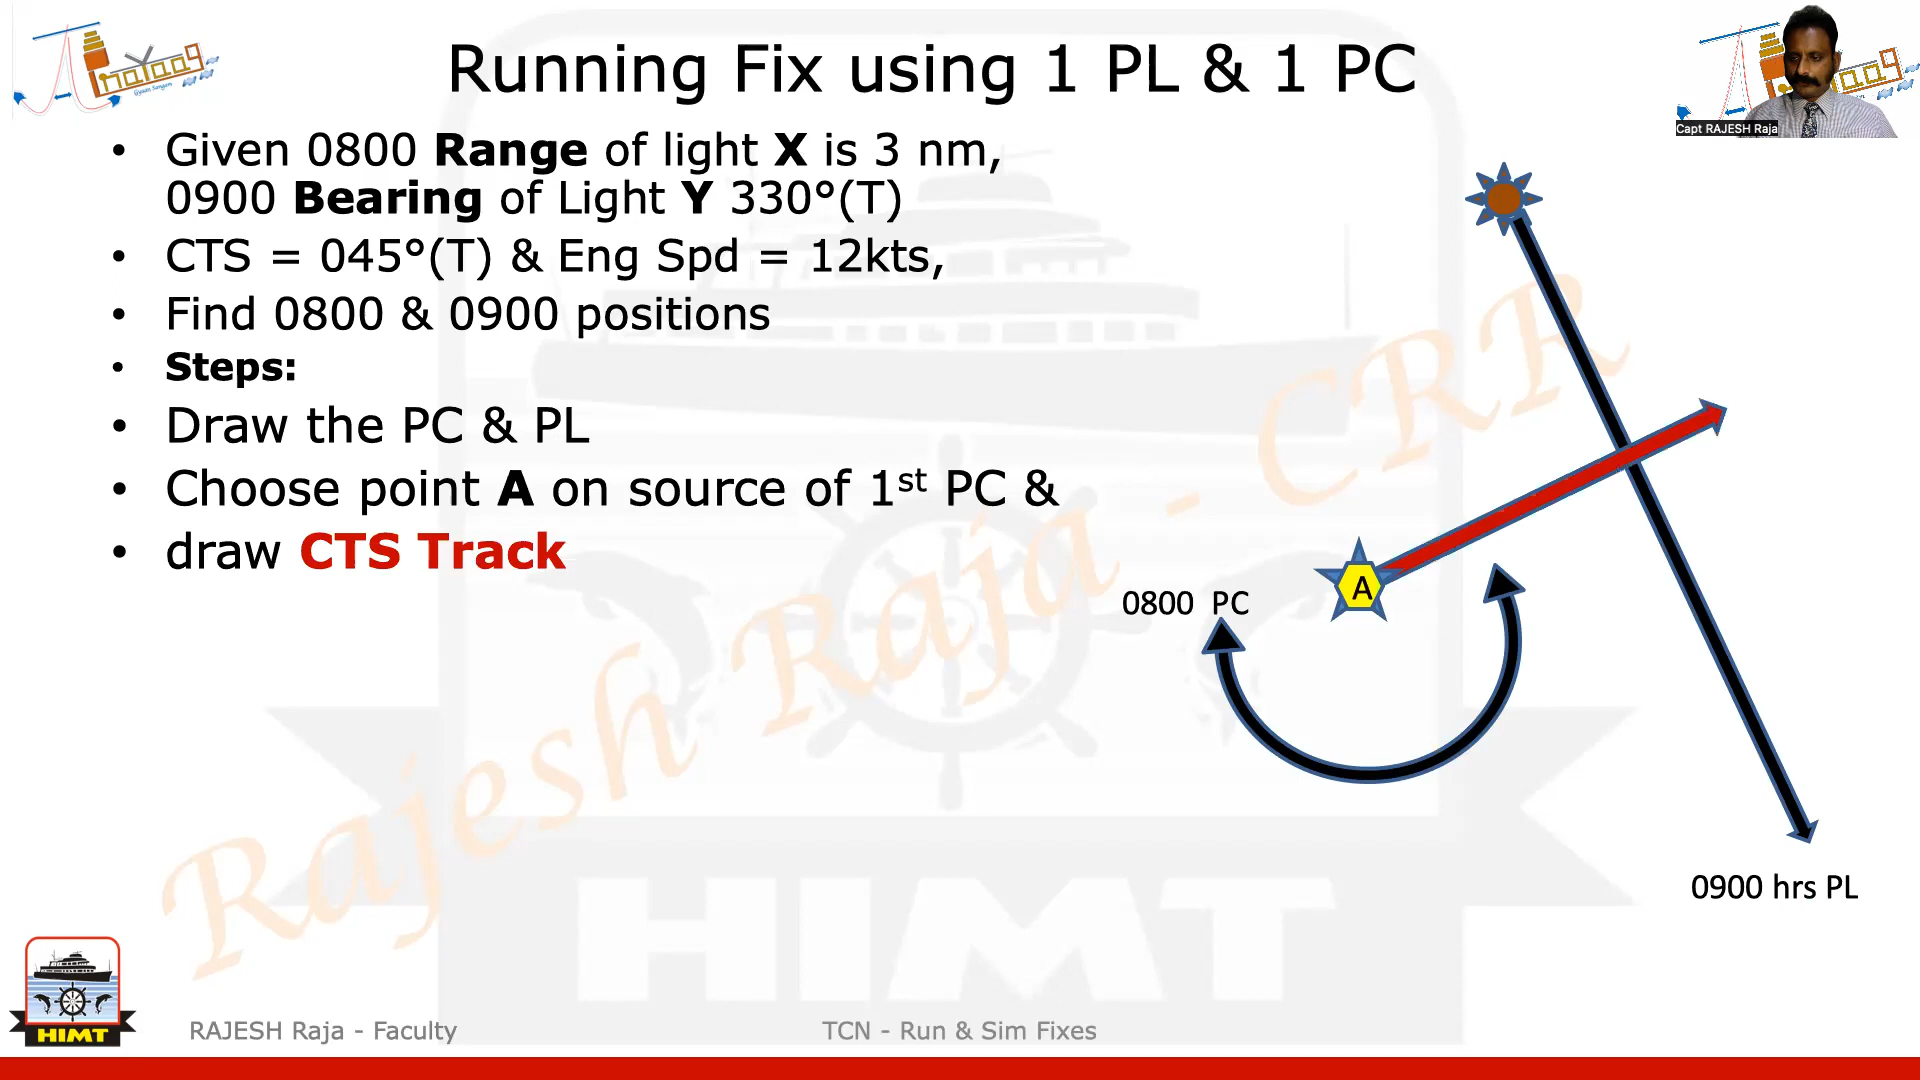 Running Fix using 1 PL & 1 PC
Capt RAJESH Raja
• Given 0800 Range of light X is 3 nm,
0900 Bearing of Light Y 330°(T)
• CTS = 045°(T) & Eng Spd = 12kts,
• Find 0800 & 0900 positions
• Steps:
• Draw the PC & PL
• Choose point A on source of 1st PC &
• draw CTS Track
A
0800 PC
0900 hrs PL
Rajesh Raja - CRR
HIMT
HIMT
RAJESH Raja - Faculty
TCN - Run & Sim Fixes